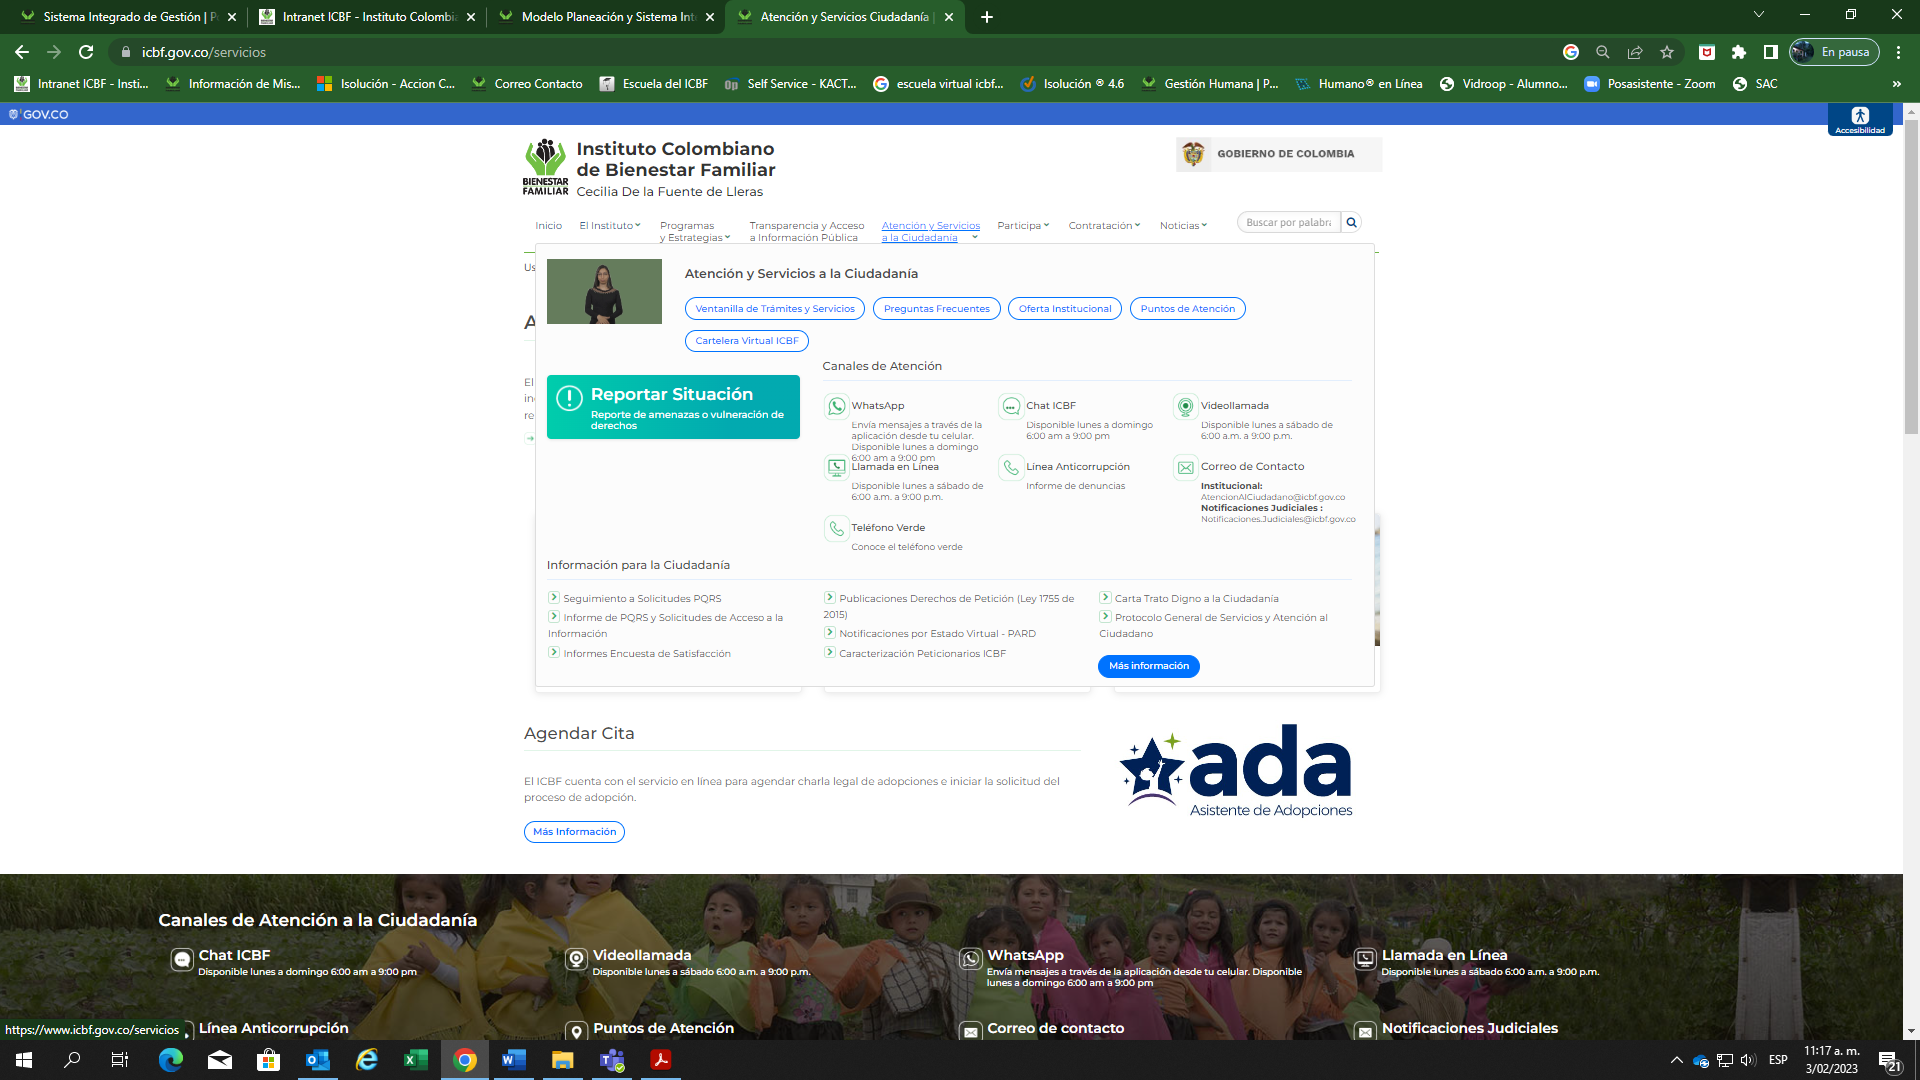 Sistema Integrado de Gestión | P
Intranet ICBF - Instituto Colombia
Modelo Planeación y Sistema Int
Atención y Servicios Ciudadanía |
icbf.gov.co/servicios
En pausa
Intranet ICBF - Insti...
Información de Mis...
Isolución - Accion C...
Correo Contacto
Escuela del ICBF
Self Service - KACT...
escuela virtual icbf...
Isolución ® 4.6
Gestión Humana | P...
Humano® en Línea
Vidroop - Alumno...
Posasistente - Zoom
SAC
GOV.CO
Accesibilidad
BIENESTAR
FAMILIAR
Instituto Colombiano
de Bienestar Familiar
Cecilia De la Fuente de Lleras
GOBIERNO DE COLOMBIA
Inicio
El Instituto
Programas
y Estrategias
Transparencia y Acceso
a Información Pública
Atención y Servicios
a la Ciudadanía
Participa
Contratación
Noticias
Buscar por palabra
Us
A
El
in
re
Atención y Servicios a la Ciudadanía
Ventanilla de Trámites y Servicios
Preguntas Frecuentes
Oferta Institucional
Puntos de Atención
Cartelera Virtual ICBF
Reportar Situación
Reporte de amenazas o vulneración de
derechos
Canales de Atención
WhatsApp
Envía mensajes a través de la
aplicación desde tu celular.
Disponible lunes a domingo
6:00 am a 9:00 pm
Chat ICBF
Disponible lunes a domingo
6:00 am a 9:00 pm
Videollamada
Disponible lunes a sábado de
6:00 a.m. a 9:00 p.m.
Llamada en Línea
Disponible lunes a sábado de
6:00 a.m. a 9:00 p.m.
Línea Anticorrupción
Informe de denuncias
Correo de Contacto
Institucional:
AtencionAlCiudadano@icbf.gov.co
Notificaciones Judiciales :
Notificaciones.Judiciales@icbf.gov.co
Teléfono Verde
Conoce el teléfono verde
Información para la Ciudadanía
Seguimiento a Solicitudes PQRS
Informe de PQRS y Solicitudes de Acceso a la
Información
Informes Encuesta de Satisfacción
Publicaciones Derechos de Petición (Ley 1755 de
2015)
Notificaciones por Estado Virtual - PARD
Caracterización Peticionarios ICBF
Carta Trato Digno a la Ciudadanía
Protocolo General de Servicios y Atención al
Ciudadano
Más información
Agendar Cita
El ICBF cuenta con el servicio en línea para agendar charla legal de adopciones e iniciar la solicitud del
proceso de adopción.
Más Información
ada
Asistente de Adopciones
Canales de Atención a la Ciudadanía
Chat ICBF
Disponible lunes a domingo 6:00 am a 9:00 pm
Videollamada
Disponible lunes a sábado 6:00 a.m. a 9:00 p.m.
WhatsApp
Envía mensajes a través de la aplicación desde tu celular. Disponible
lunes a domingo 6:00 am a 9:00 pm
Llamada en Línea
Disponible lunes a sábado 6:00 a.m. a 9:00 p.m.
Línea Anticorrupción
Puntos de Atención
Correo de contacto
Notificaciones Judiciales
https://www.icbf.gov.co/servicios
ESP
11:17 a. m.
3/02/2023
21